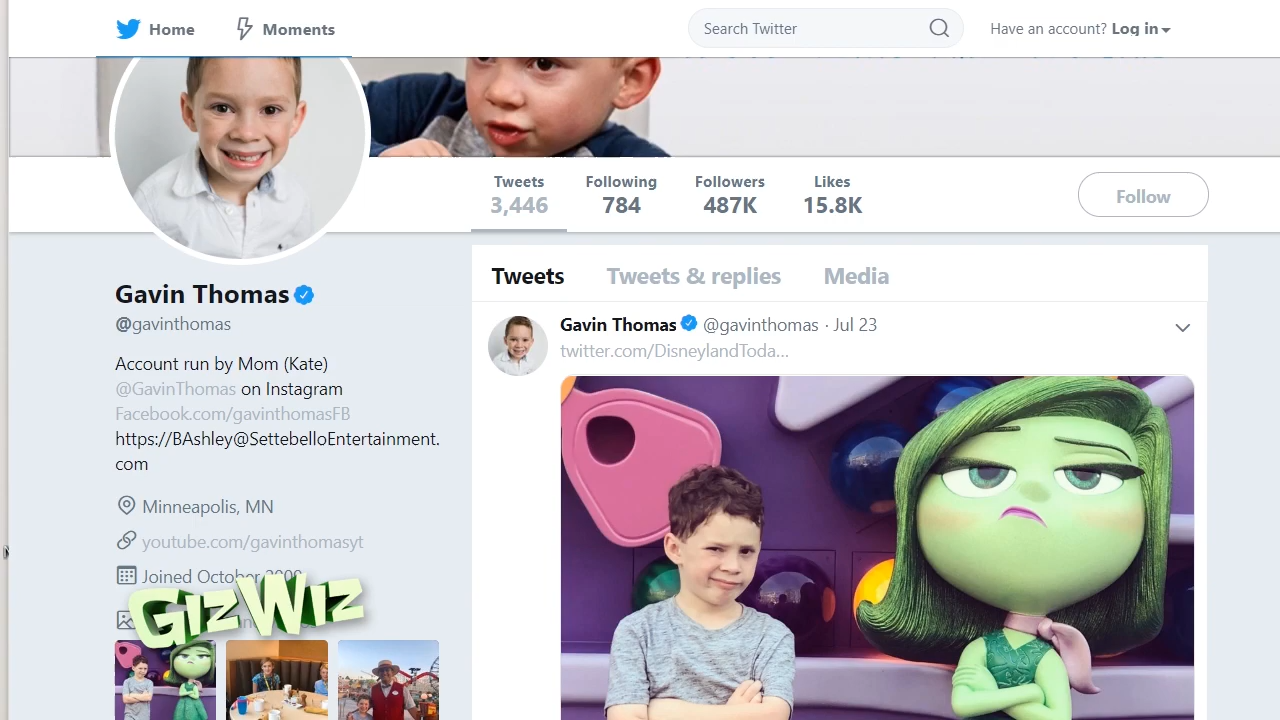 Home
Moments
Search Twitter
Have an account? Log in
Tweets
3,446
Following
784
Followers
487K
Likes
15.8K
Follow
Gavin Thomas
@gavinthomas
Account run by Mom (Kate)
@GavinThomas on Instagram
Facebook.com/gavinthomasFB
https://BAshley@SettebelloEntertainment.
com
Minneapolis, MN
youtube.com/gavinthomasyt
Joined October
GizWiz
Tweets
Tweets & replies
Media
Gavin Thomas @gavinthomas · Jul 23
twitter.com/DisneylandToda...